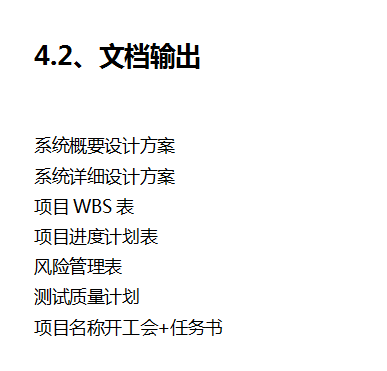 4.2、文档输出
系统概要设计方案
系统详细设计方案
项目 WBS 表
项目进度计划表
风险管理表
测试质量计划
项目名称开工会+任务书